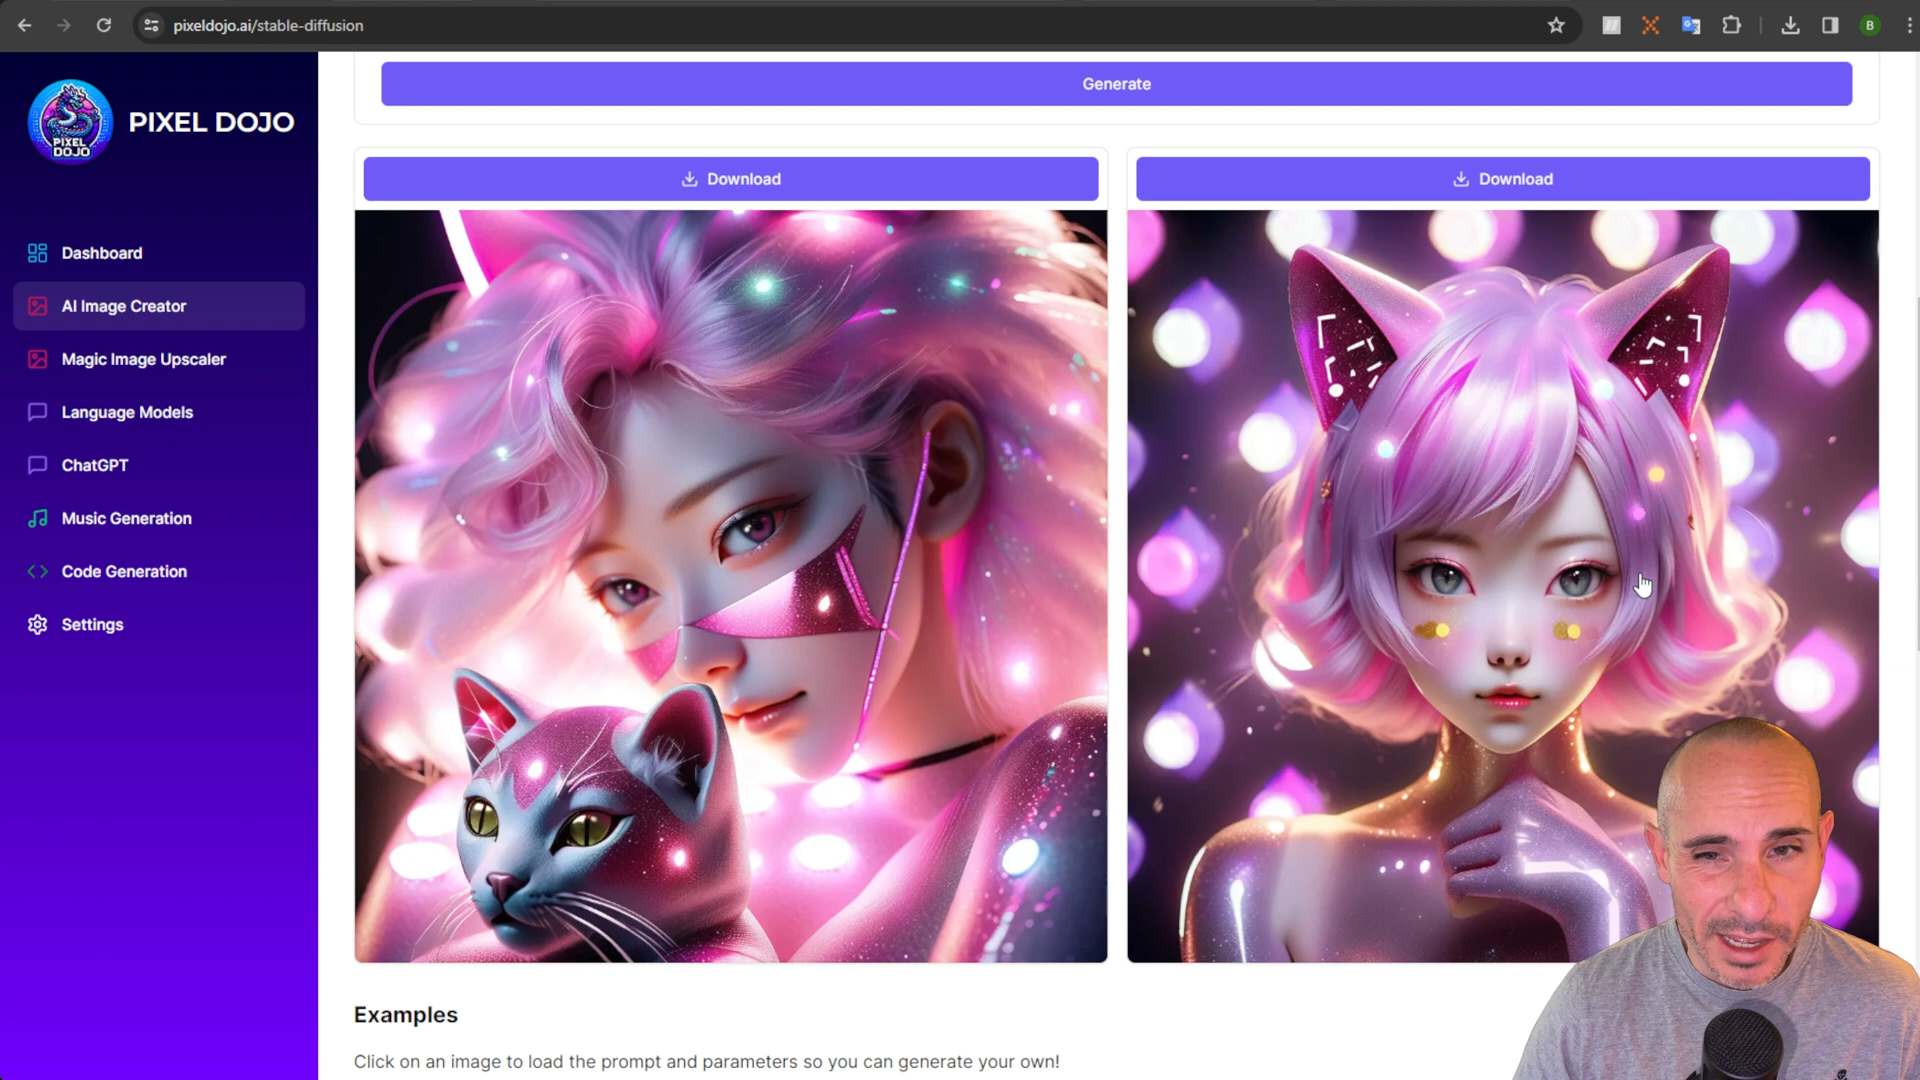 pixeldojo.ai/stable-diffusion
B
PIXEL DOJO
PIXEL
DOJO
Dashboard
AI Image Creator
Magic Image Upscaler
Language Models
ChatGPT
Music Generation
Code Generation
Settings
Generate
Download
Download
Examples
Click on an image to load the prompt and parameters so you can generate your own!